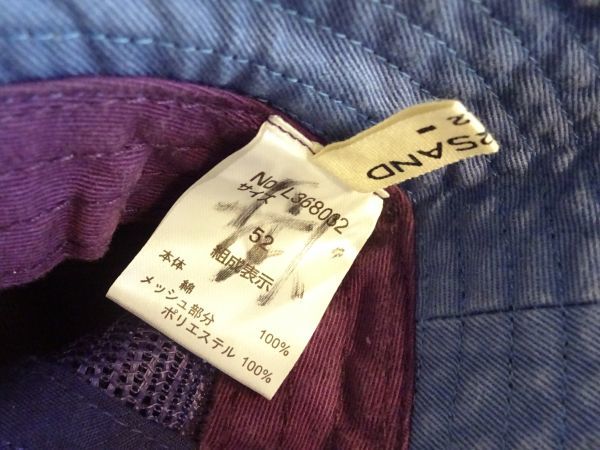 No. L368032
サイズ
52
組成表示
本体
綿 100%
メッシュ部分
ポリエステル 100%
SAND